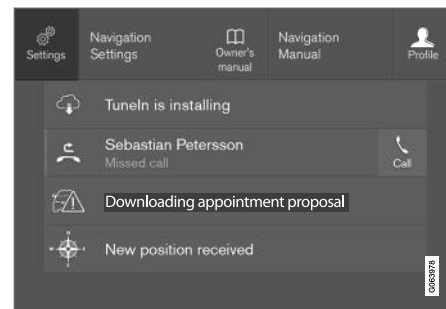 Settings
Navigation
Settings
Owner's
manual
Navigation
Manual
Profile
TuneIn is installing
Sebastian Petersson
Missed call
Call
Downloading appointment proposal
New position received
G063978